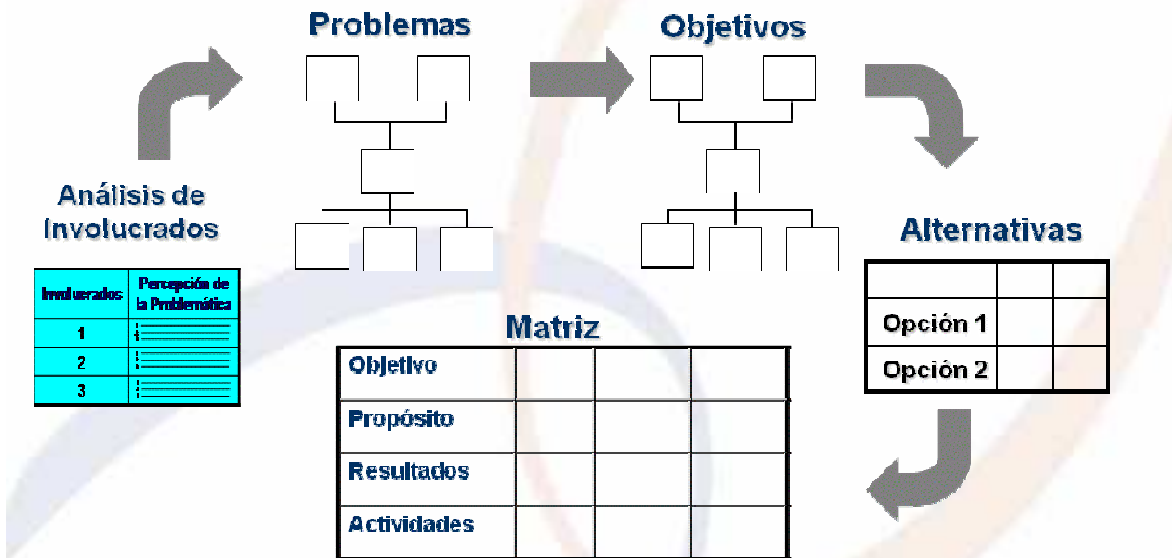 Problemas
Objetivos
Análisis de
Involucrados
Involucrados
Percepción de
la Problemática
1
2
3
Alternativas
Opción 1
Opción 2
Matriz
Objetivo
Propósito
Resultados
Actividades